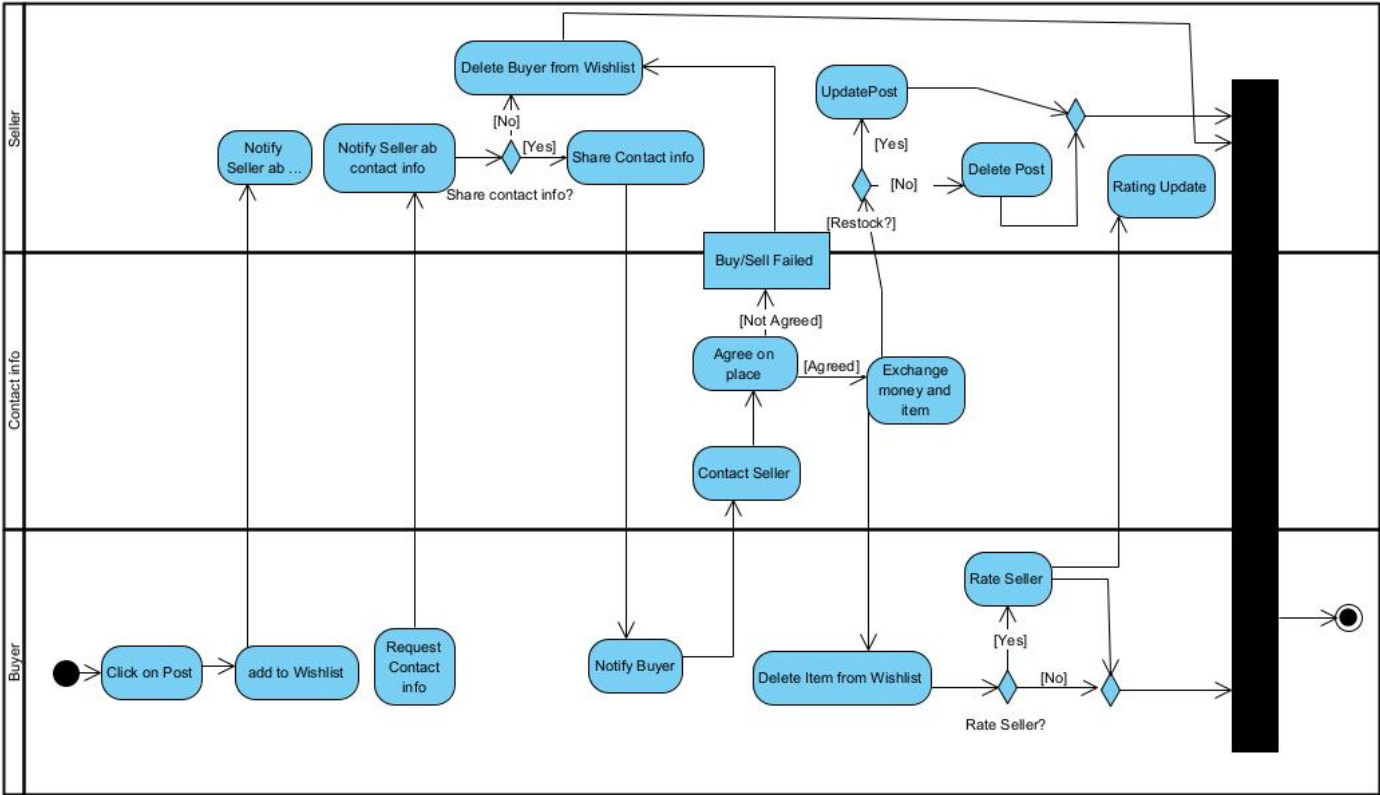 Seller
Delete Buyer from Wishlist
[No]
[Yes]
Notify
Seller ab ...
Notify Seller ab
contact info
Share Contact info
Share contact info?
UpdatePost
[Yes]
[No]
Delete Post
Rating Update
[Restock?]
Contact info
Buy/Sell Failed
[Not Agreed]
Agree on
place
[Agreed]
Exchange
money and
item
Contact Seller
Buyer
Click on Post
add to Wishlist
Request
Contact
info
Notify Buyer
Delete Item from Wishlist
Rate Seller
[Yes]
[No]
Rate Seller?